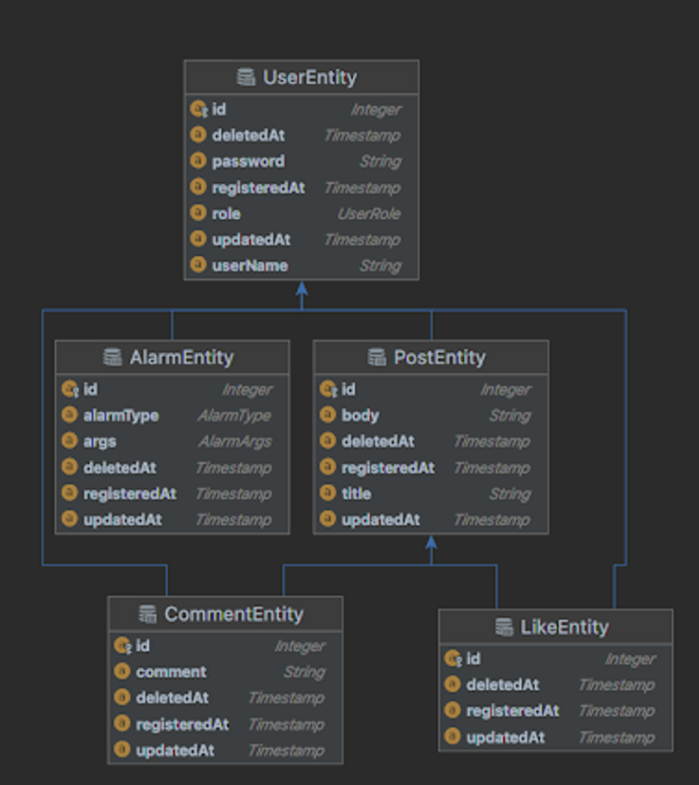 UserEntity
id Integer
deletedAt Timestamp
password String
registeredAt Timestamp
role UserRole
updatedAt Timestamp
userName String
AlarmEntity
id Integer
alarmType AlarmType
args AlarmArgs
deletedAt Timestamp
registeredAt Timestamp
updatedAt Timestamp
PostEntity
id Integer
body String
deletedAt Timestamp
registeredAt Timestamp
title String
updatedAt Timestamp
CommentEntity
id Integer
comment String
deletedAt Timestamp
registeredAt Timestamp
updatedAt Timestamp
LikeEntity
id Integer
deletedAt Timestamp
registeredAt Timestamp
updatedAt Timestamp